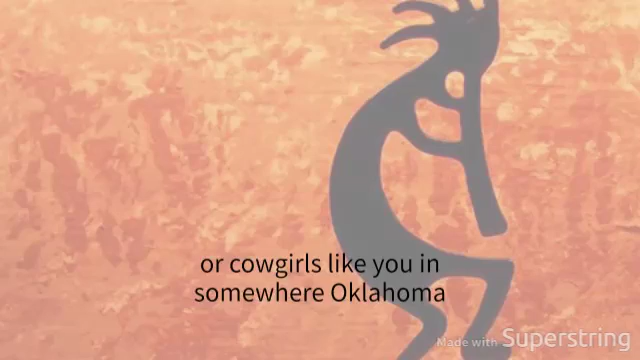 or cowgirls like you in
somewhere Oklahoma
Made with Superstring